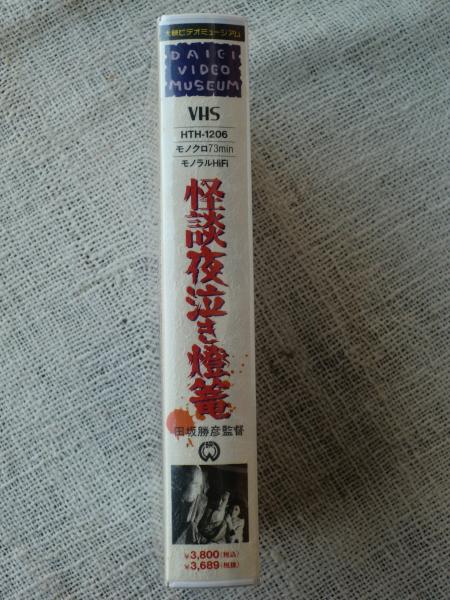 大映ビデオミュージアム
DAIEI
VIDEO
MUSEUM
VHS
HTH-1206
モノクロ73min
モノラルHiFi
怪談夜泣き燈篭
田坂勝彦監督
¥3,800(税込)
¥3,689(税抜)